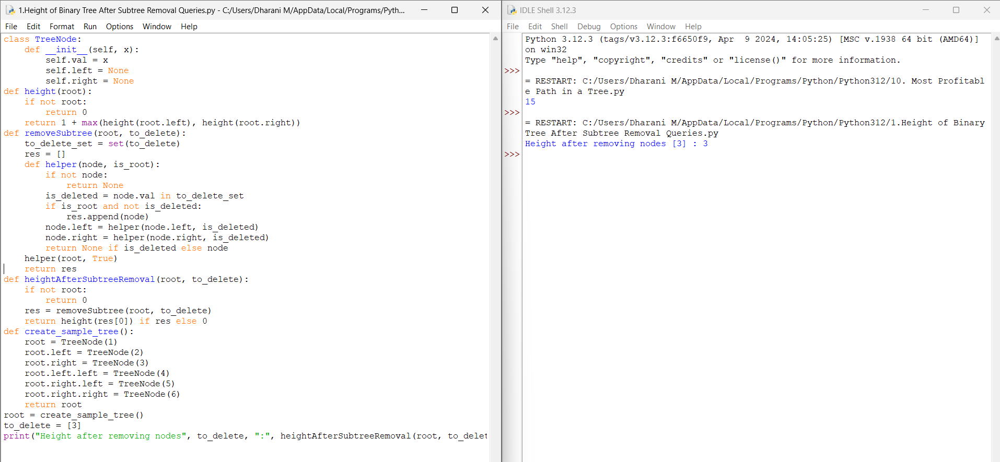 1.Height of Binary Tree After Subtree Removal Queries.py - C:/Users/Dharani M/AppData/Local/Programs/Pyth...
File Edit Format Run Options Window Help
class TreeNode:
    def __init__(self, x):
        self.val = x
        self.left = None
        self.right = None
def height(root):
    if not root:
        return 0
    return 1 + max(height(root.left), height(root.right))
def removeSubtree(root, to_delete):
    to_delete_set = set(to_delete)
    res = []
    def helper(node, is_root):
        if not node:
            return None
        is_deleted = node.val in to_delete_set
        if is_root and not is_deleted:
            res.append(node)
        node.left = helper(node.left, is_deleted)
        node.right = helper(node.right, is_deleted)
        return None if is_deleted else node
    helper(root, True)
    return res
def heightAfterSubtreeRemoval(root, to_delete):
    if not root:
        return 0
    res = removeSubtree(root, to_delete)
    return height(res[0]) if res else 0
def create_sample_tree():
    root = TreeNode(1)
    root.left = TreeNode(2)
    root.right = TreeNode(3)
    root.left.left = TreeNode(4)
    root.right.left = TreeNode(5)
    root.right.right = TreeNode(6)
    return root
root = create_sample_tree()
to_delete = [3]
print("Height after removing nodes", to_delete, ":", heightAfterSubtreeRemoval(root, to_delet
IDLE Shell 3.12.3
File Edit Shell Debug Options Window Help
Python 3.12.3 (tags/v3.12.3:f6650f9, Apr  9 2024, 14:05:25) [MSC v.1938 64 bit (AMD64)]
on win32
Type "help", "copyright", "credits" or "license()" for more information.
>>>
= RESTART: C:/Users/Dharani M/AppData/Local/Programs/Python/Python312/10. Most Profitabl
e Path in a Tree.py
15
>>>
= RESTART: C:/Users/Dharani M/AppData/Local/Programs/Python/Python312/1.Height of Binary
Tree After Subtree Removal Queries.py
Height after removing nodes [3] : 3
>>>